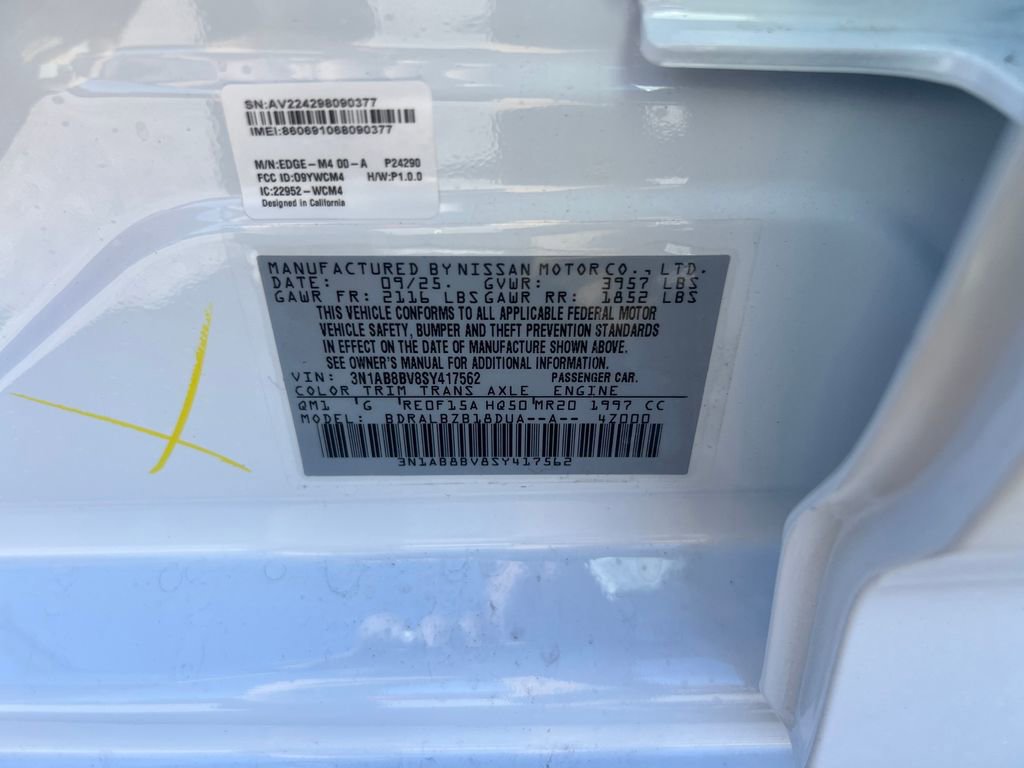 SN:AV224298090377
IMEI:860691068090377
M/N:EDGE-M4 00-A P24290
FCC ID:O9YWCM4 H/W:P1.0.0
IC:22952-WCM4
Designed in California
MANUFACTURED BY NISSAN MOTOR CO., LTD.
DATE: 09/25. GVWR: 3957 LBS
GAWR FR: 2116 LBS GAWR RR: 1852 LBS
THIS VEHICLE CONFORMS TO ALL APPLICABLE FEDERAL MOTOR
VEHICLE SAFETY, BUMPER AND THEFT PREVENTION STANDARDS
IN EFFECT ON THE DATE OF MANUFACTURE SHOWN ABOVE.
SEE OWNER'S MANUAL FOR ADDITIONAL INFORMATION.
VIN: 3N1AB8BV8SY417562 PASSENGER CAR.
COLOR TRIM TRANS AXLE ENGINE
QM1 'G RE0F15A HQ50 MR20 1997 CC
MODEL: BDRALBZB18DUA--A-- 4Z000
3N1AB8BV8SY417562